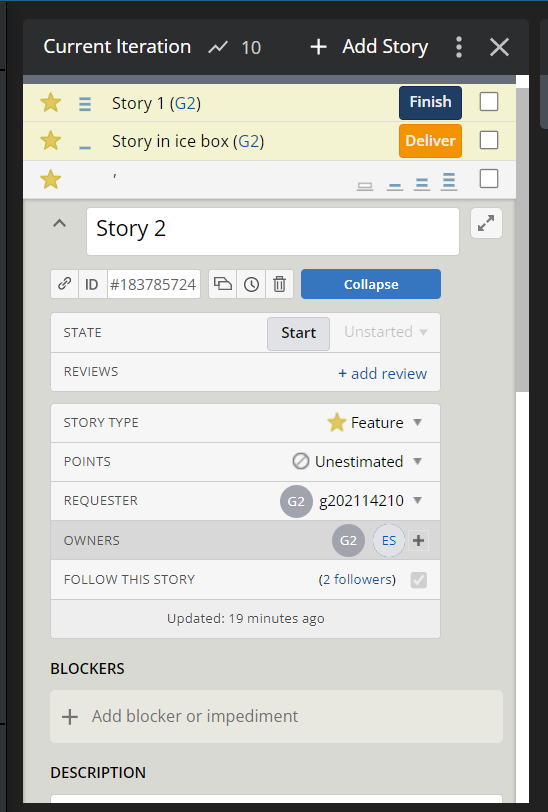 Current Iteration 10 + Add Story
Story 1 (G2) Finish
Story in ice box (G2) Deliver
,
Story 2
ID #183785724 Collapse
STATE Start Unstarted
REVIEWS + add review
STORY TYPE Feature
POINTS Unestimated
REQUESTER G2 g202114210
OWNERS G2 ES +
FOLLOW THIS STORY (2 followers)
Updated: 19 minutes ago
BLOCKERS
+ Add blocker or impediment
DESCRIPTION